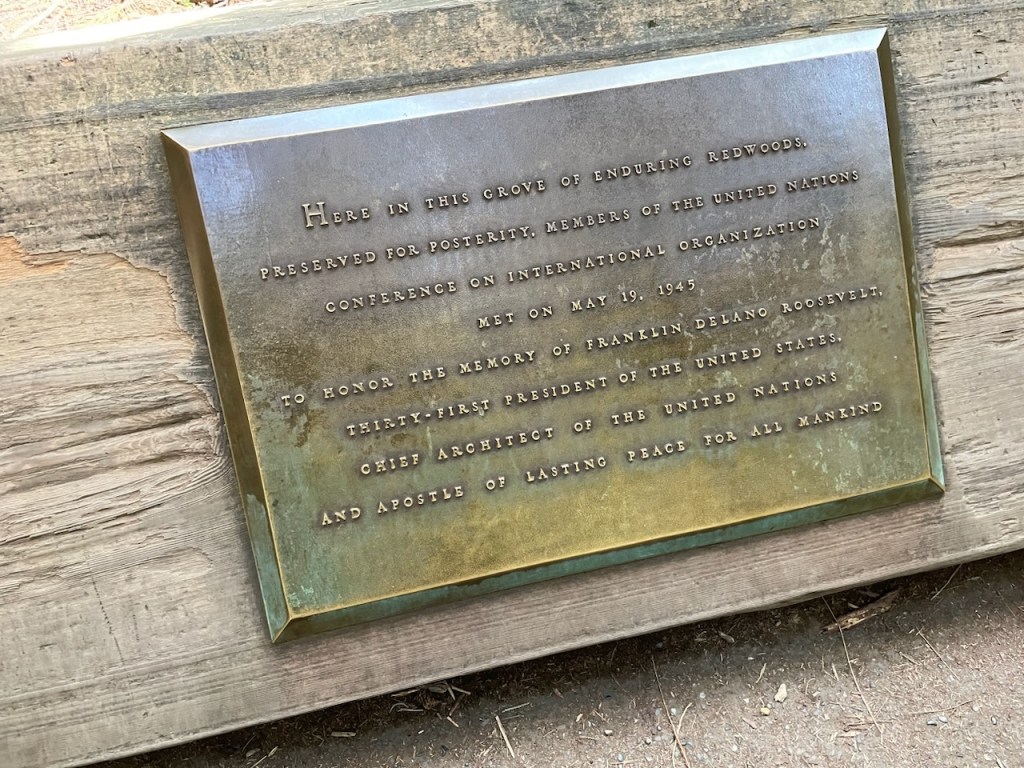 HERE IN THIS GROVE OF ENDURING REDWOODS,
PRESERVED FOR POSTERITY, MEMBERS OF THE UNITED NATIONS
CONFERENCE ON INTERNATIONAL ORGANIZATION
MET ON MAY 19, 1945
TO HONOR THE MEMORY OF FRANKLIN DELANO ROOSEVELT,
THIRTY-FIRST PRESIDENT OF THE UNITED STATES,
CHIEF ARCHITECT OF THE UNITED NATIONS
AND APOSTLE OF LASTING PEACE FOR ALL MANKIND